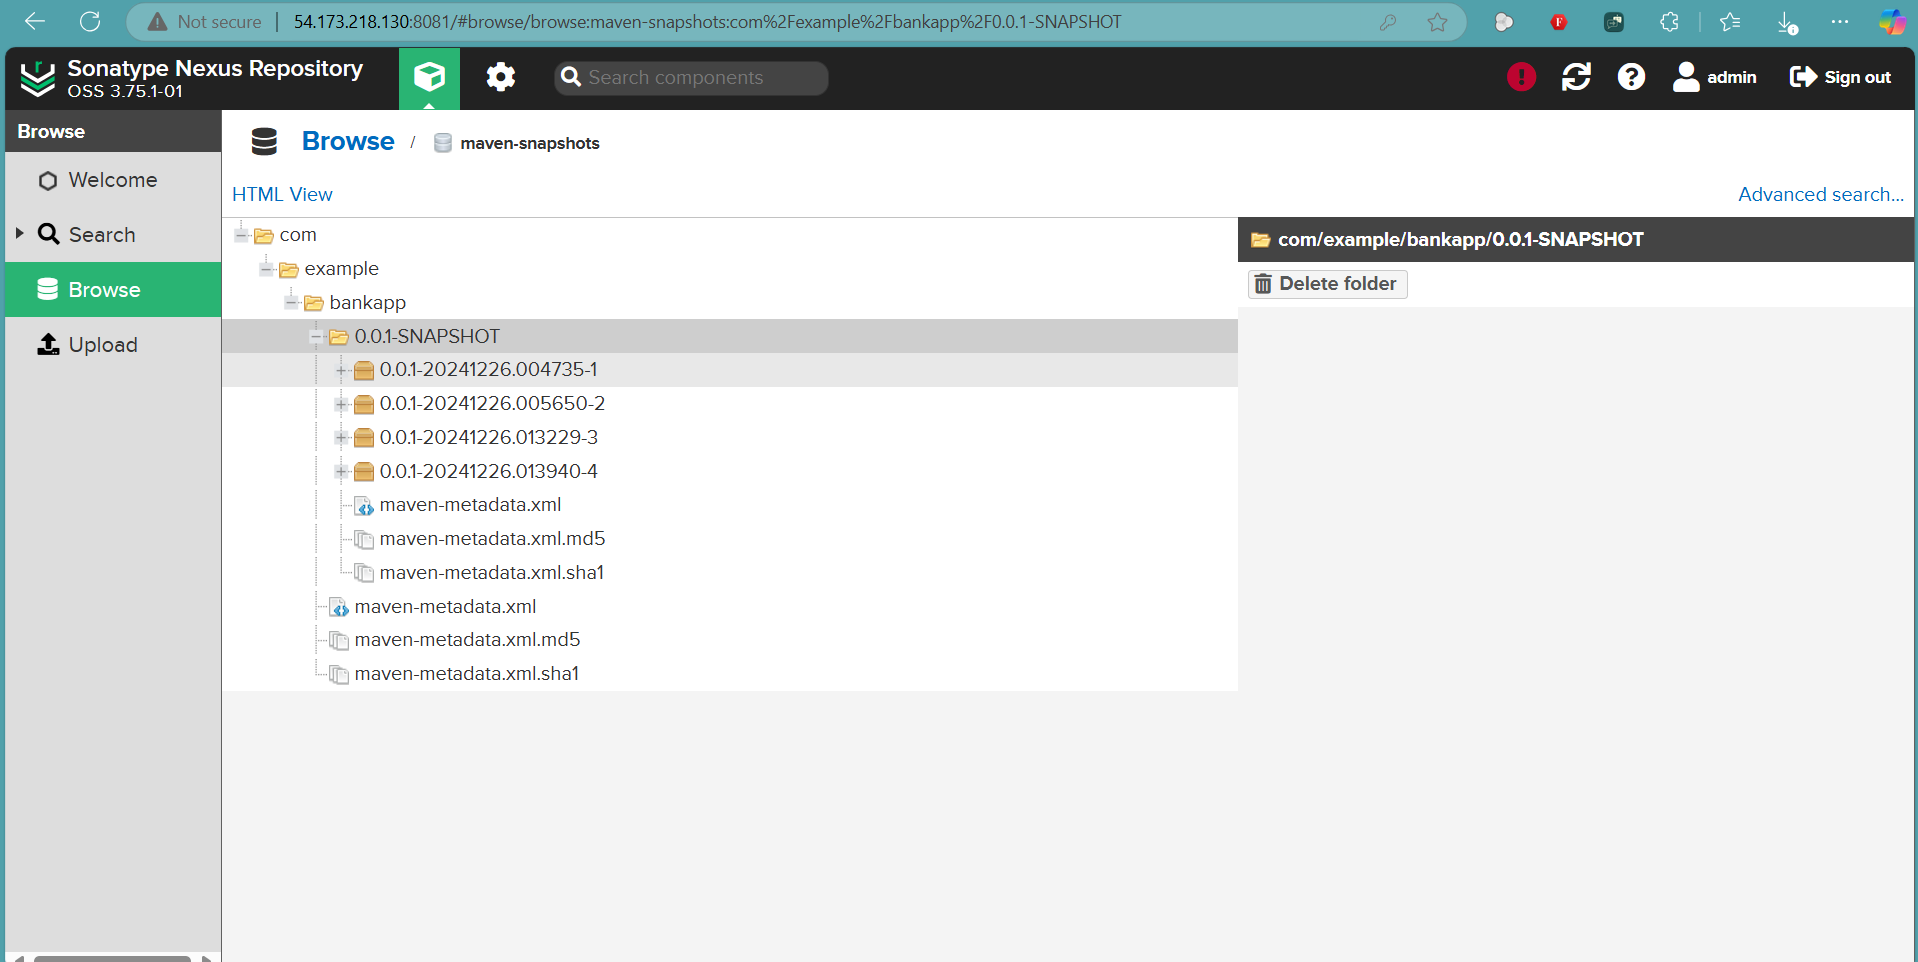 Not secure | 54.173.218.130:8081/#browse/browse:maven-snapshots:com%2Fexample%2Fbankapp%2F0.0.1-SNAPSHOT
Sonatype Nexus Repository
OSS 3.75.1-01
Search components
admin
Sign out
Browse
Welcome
Search
Browse
Upload
Browse / maven-snapshots
HTML View
Advanced search...
com
example
bankapp
0.0.1-SNAPSHOT
0.0.1-20241226.004735-1
0.0.1-20241226.005650-2
0.0.1-20241226.013229-3
0.0.1-20241226.013940-4
maven-metadata.xml
maven-metadata.xml.md5
maven-metadata.xml.sha1
maven-metadata.xml
maven-metadata.xml.md5
maven-metadata.xml.sha1
com/example/bankapp/0.0.1-SNAPSHOT
Delete folder